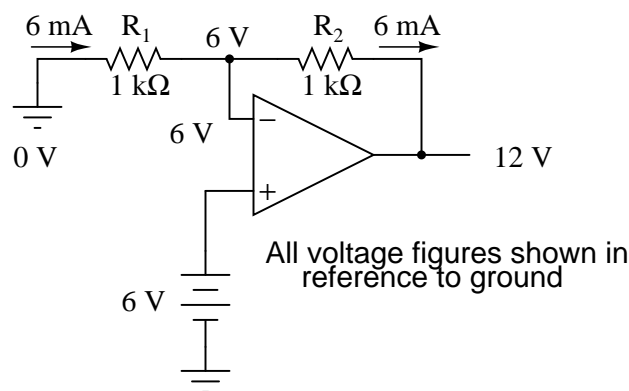 6 mA
R1
6 V
R2
6 mA
1 kΩ
1 kΩ
−
6 V
0 V
12 V
+
All voltage figures shown in
reference to ground
6 V